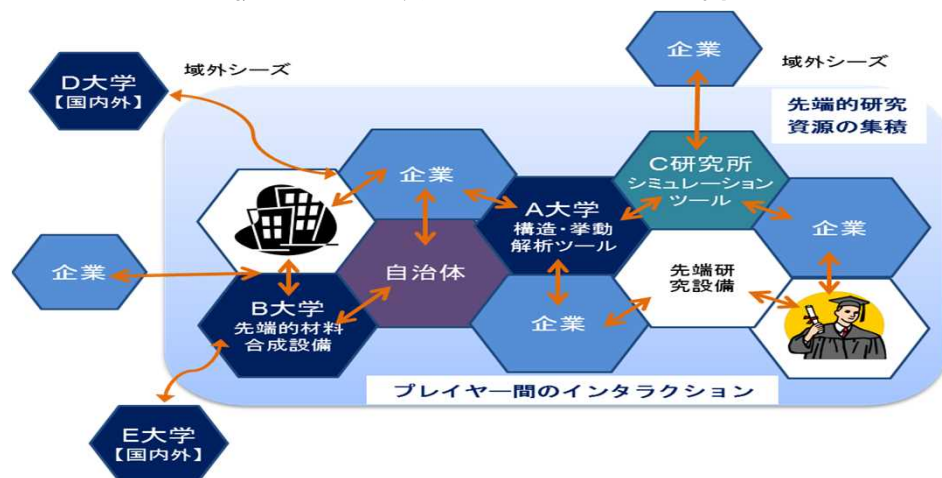 企業
域外シーズ
D大学
【国内外】
域外シーズ
先端的研究
資源の集積
企業
C研究所
シミュレーション
ツール
A大学
構造・挙動
解析ツール
企業
企業
自治体
先端研
究設備
B大学
先端的材料
合成設備
企業
プレイヤー間のインタラクション
E大学
【国内外】